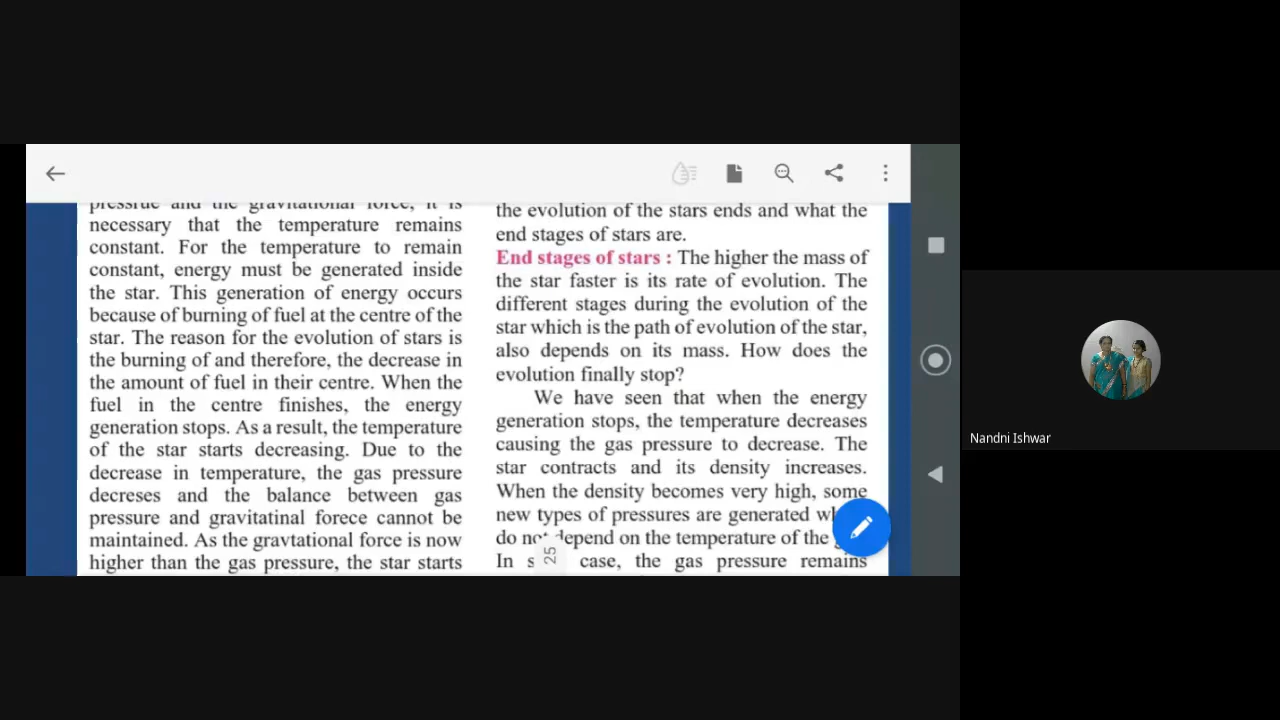 pressrue and the gravitational force, it is
necessary that the temperature remains
constant. For the temperature to remain
constant, energy must be generated inside
the star. This generation of energy occurs
because of burning of fuel at the centre of the
star. The reason for the evolution of stars is
the burning of and therefore, the decrease in
the amount of fuel in their centre. When the
fuel in the centre finishes, the energy
generation stops. As a result, the temperature
of the star starts decreasing. Due to the
decrease in temperature, the gas pressure
decreses and the balance between gas
pressure and gravitatinal forece cannot be
maintained. As the gravtational force is now
higher than the gas pressure, the star starts
the evolution of the stars ends and what the
end stages of stars are.
End stages of stars : The higher the mass of
the star faster is its rate of evolution. The
different stages during the evolution of the
star which is the path of evolution of the star,
also depends on its mass. How does the
evolution finally stop?
We have seen that when the energy
generation stops, the temperature decreases
causing the gas pressure to decrease. The
star contracts and its density increases.
When the density becomes very high, some
new types of pressures are generated
do not depend on the temperature of the
In case, the gas pressure remains
25
Nandni Ishwar